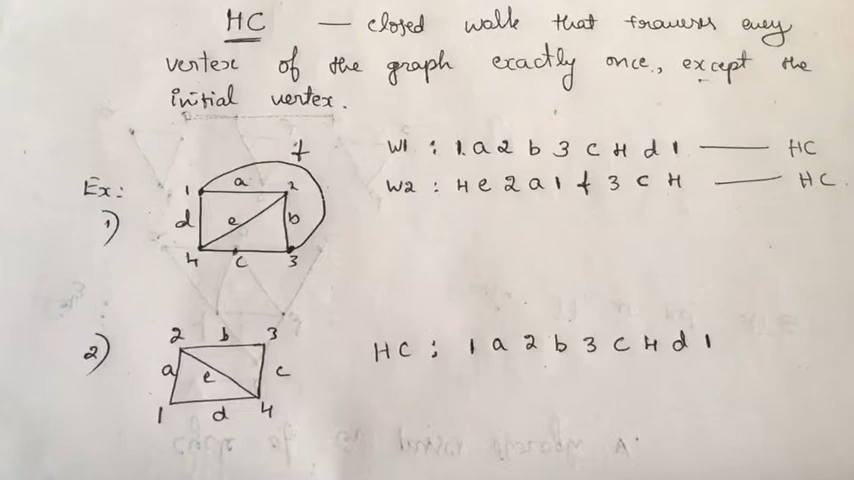 HC — closed walk that traverses every
vertex of the graph exactly once, except the
initial vertex.
Ex:
1)
f
1 a 2
d e b
4 c 3
W1 : 1 a 2 b 3 c 4 d 1 — HC
W2 : 4 e 2 a 1 f 3 c 4 — HC
2)
2 b 3
a e c
1 d 4
HC : 1 a 2 b 3 c 4 d 1